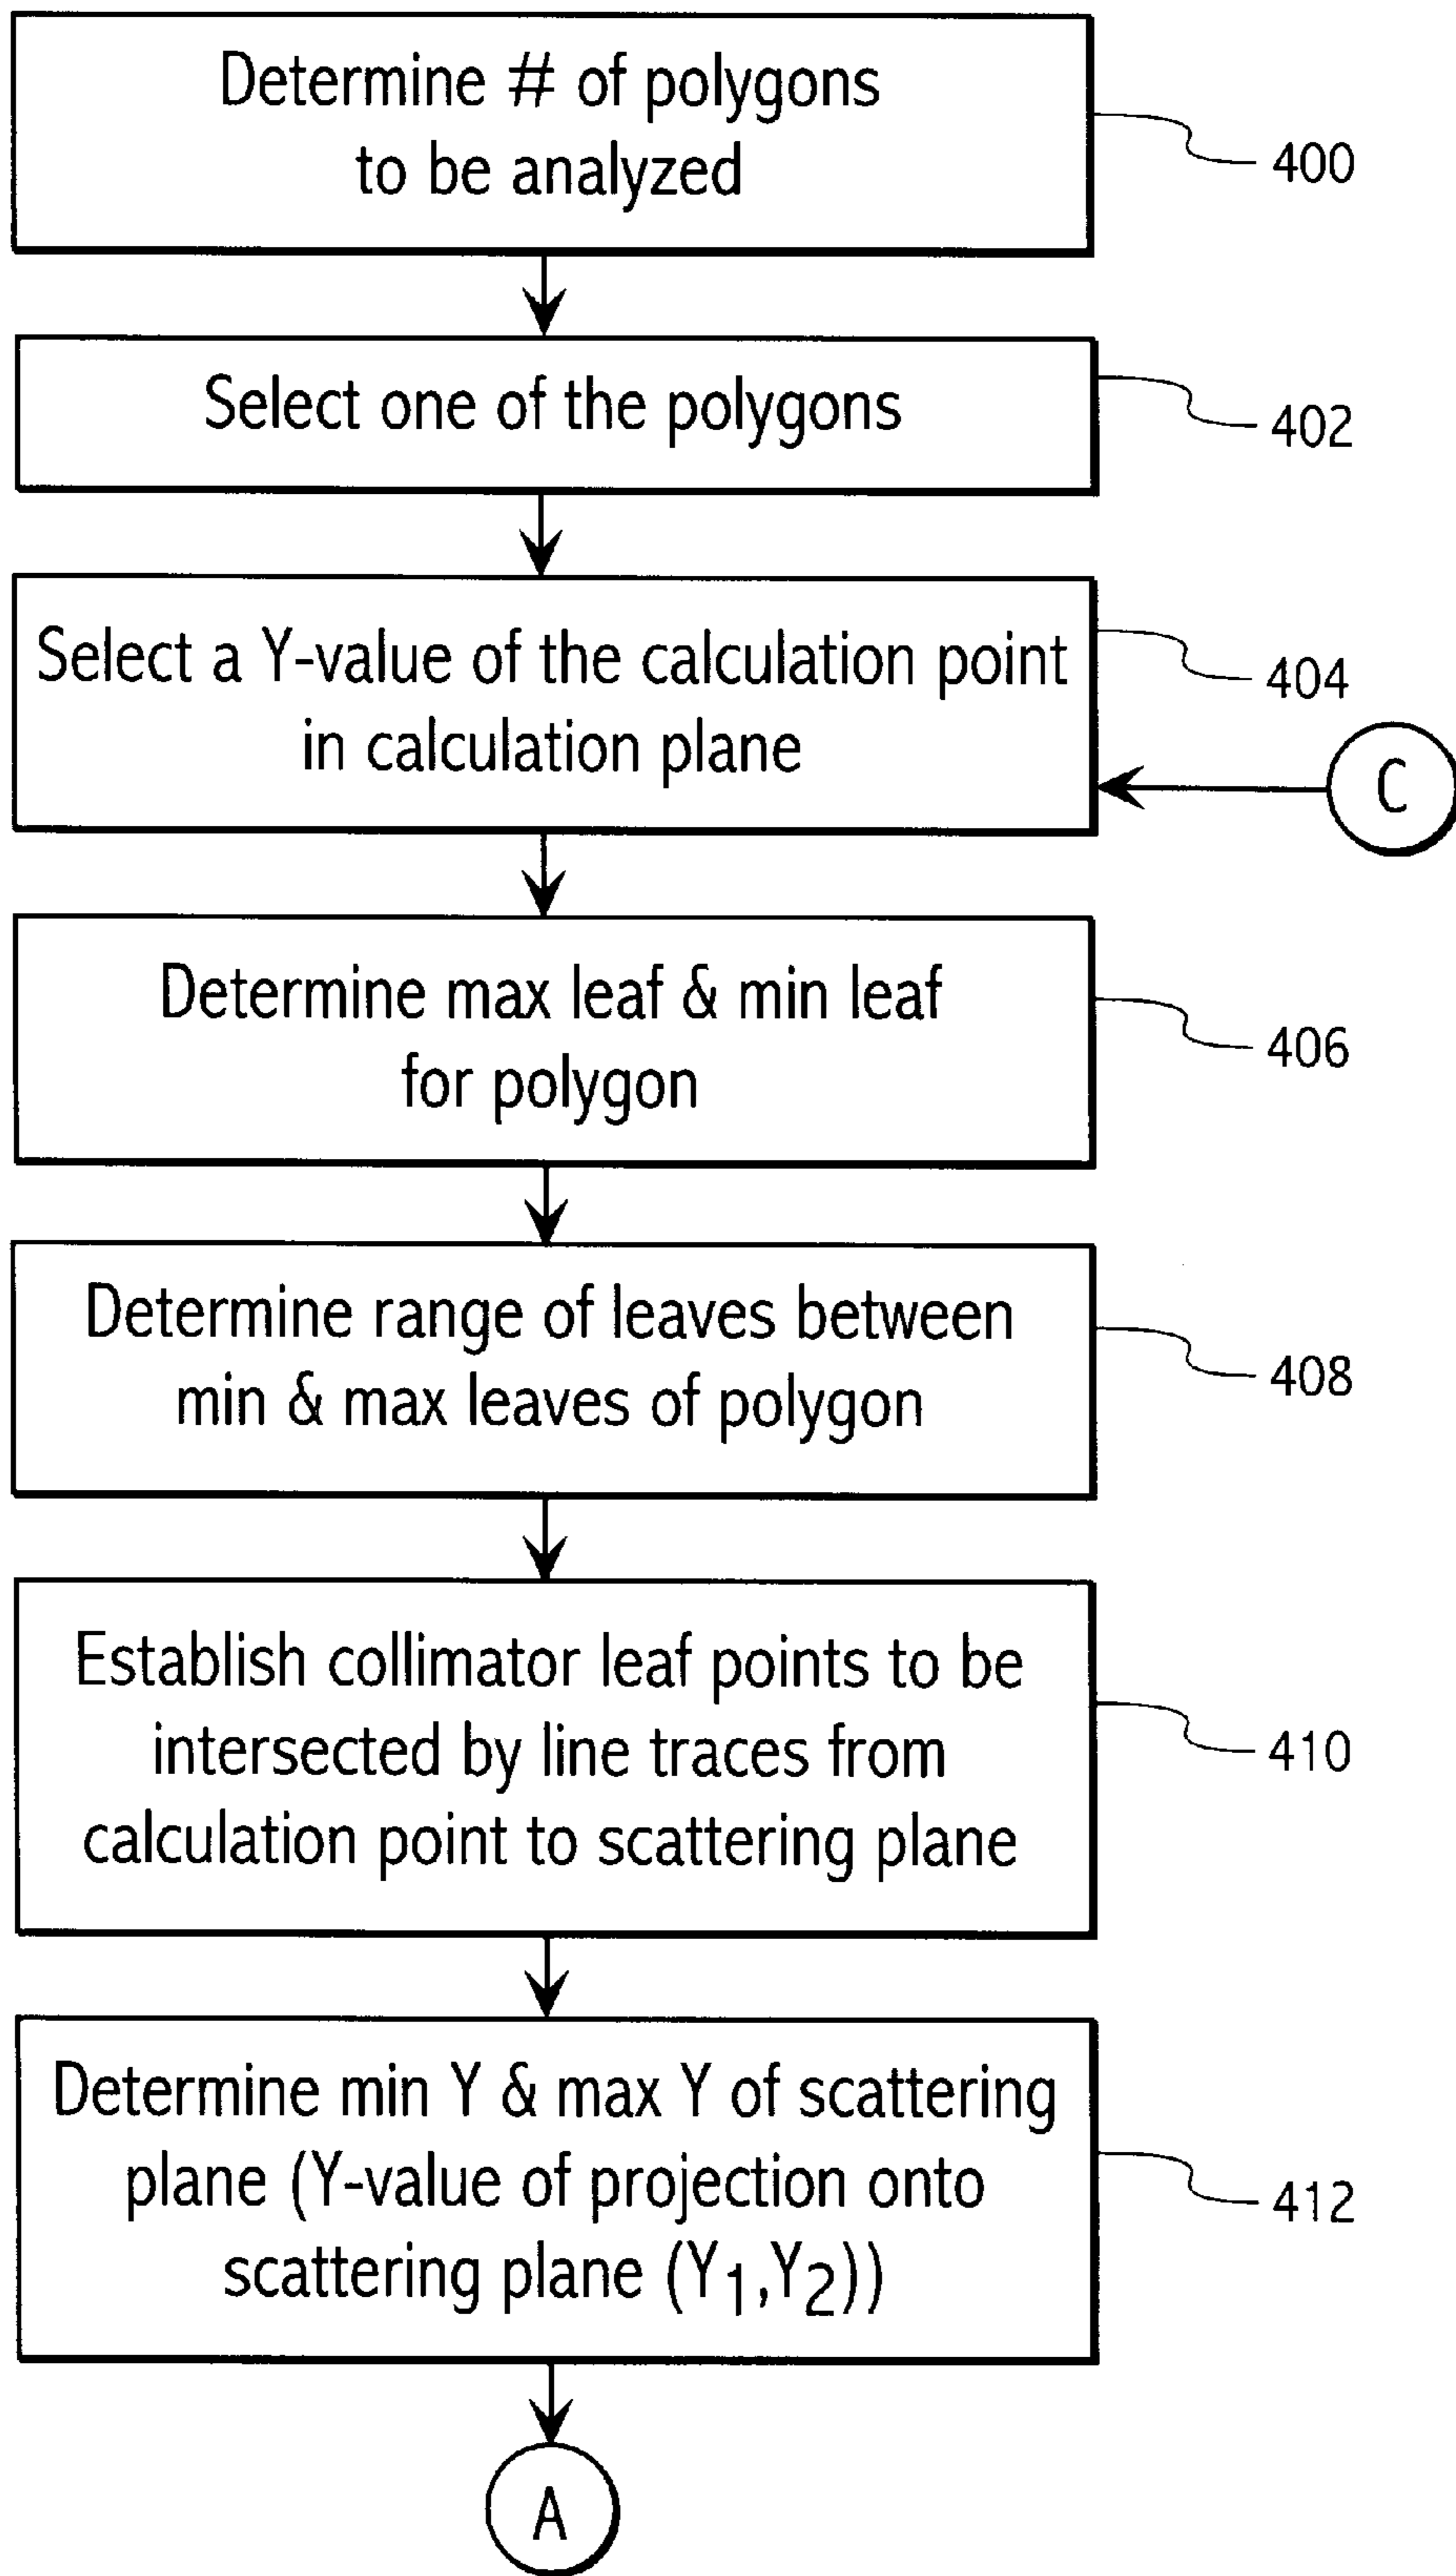 Determine # of polygons
to be analyzed
400
Select one of the polygons
402
Select a Y-value of the calculation point
in calculation plane
404
C
Determine max leaf & min leaf
for polygon
406
Determine range of leaves between
min & max leaves of polygon
408
Establish collimator leaf points to be
intersected by line traces from
calculation point to scattering plane
410
Determine min Y & max Y of scattering
plane (Y-value of projection onto
scattering plane (Y1,Y2))
412
A